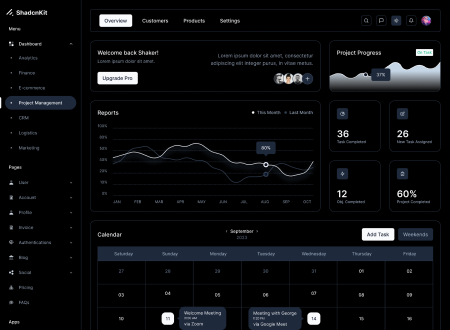 ShadcnKit
Menu
Dashboard
Analytics
Finance
E-commerce
Project Management
CRM
Logistics
Marketing
Pages
User
Account
Profile
Invoice
Authentications
Blog
Social
Pricing
FAQs
Apps
Overview
Customers
Products
Settings
Welcome back Shaker!
Lorem ipsum dolor sit amet.
Upgrade Pro
Lorem ipsum dolor sit amet, consectetur
adipiscing elit integer purus, in vitae metus.
Project Progress
On Time
37%
Reports
This Month
Last Month
100%
80%
60%
40%
20%
10%
0%
80%
JAN
FEB
MAR
APR
MAY
JUN
JUL
AUG
SEP
OCT
36
Task Completed
26
New Task Assigned
12
Obj. Completed
60%
Project Completed
Calendar
September
2023
Add Task
Weekends
Saturday
Sunday
Monday
Tuesday
Wednesday
Thursday
Friday
27
28
29
30
31
01
02
03
04
05
06
07
08
09
10
11
Welcome Meeting
via Zoom
Meeting with George
via Google Meet
14
15
16